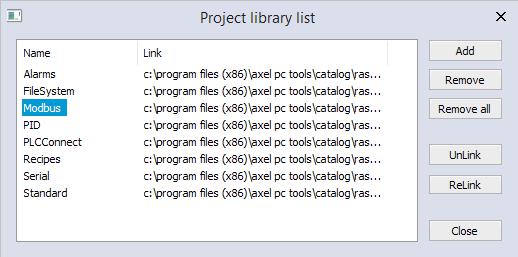 Project library list
Name Link
Alarms c:\program files (x86)\axel pc tools\catalog\ras...
FileSystem c:\program files (x86)\axel pc tools\catalog\ras...
Modbus c:\program files (x86)\axel pc tools\catalog\ras...
PID c:\program files (x86)\axel pc tools\catalog\ras...
PLCConnect c:\program files (x86)\axel pc tools\catalog\ras...
Recipes c:\program files (x86)\axel pc tools\catalog\ras...
Serial c:\program files (x86)\axel pc tools\catalog\ras...
Standard c:\program files (x86)\axel pc tools\catalog\ras...
Add
Remove
Remove all
UnLink
ReLink
Close